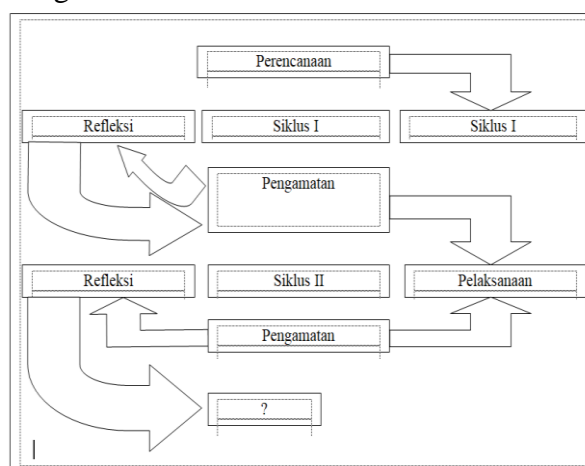 Perencanaan
Refleksi Siklus I Siklus I
Pengamatan
Refleksi Siklus II Pelaksanaan
Pengamatan
?